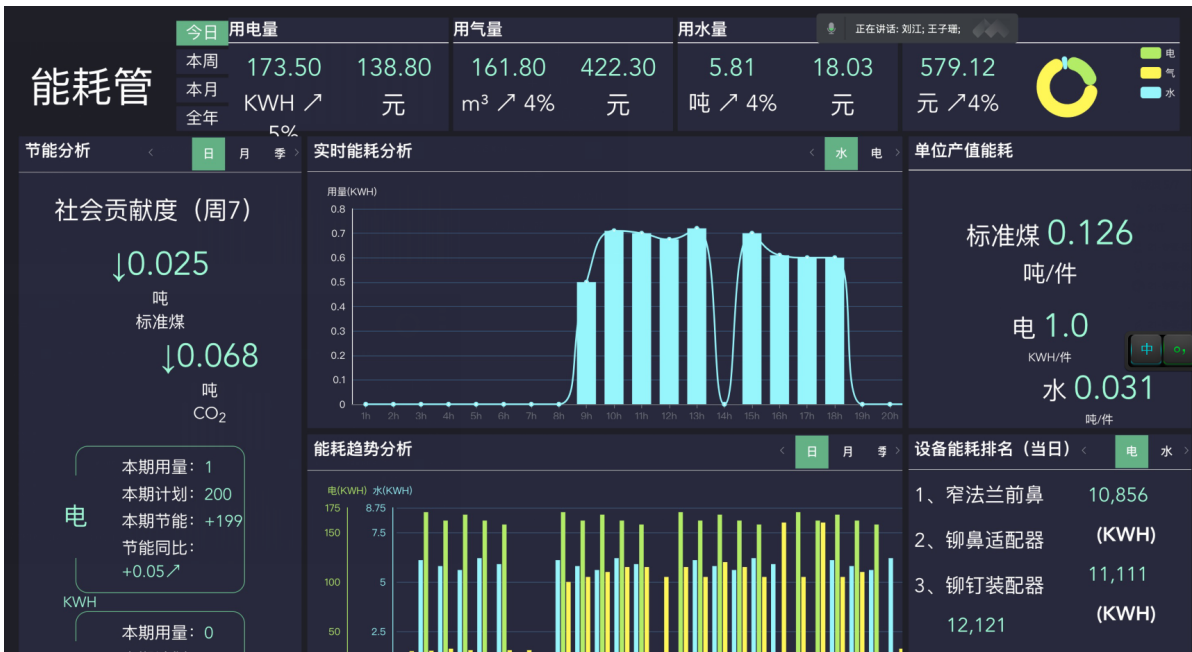 能耗管
今日
本周
本月
全年
用电量
173.50
138.80
KWH ↗
5%
元
用气量
161.80
422.30
m³ ↗ 4%
元
用水量
5.81
18.03
吨 ↗ 4%
元
正在讲话: 刘江; 王子珊;
579.12
元 ↗4%
电
气
水
节能分析
< 日 月 季 >
社会贡献度（周7）
↓0.025
吨
标准煤
↓0.068
吨
CO₂
电
本期用量: 1
本期计划: 200
本期节能: +199
节能同比:
+0.05↗
KWH
本期用量: 0
实时能耗分析
< 水 电 >
用量(KWH)
0.8
0.7
0.6
0.5
0.4
0.3
0.2
0.1
0
1h 2h 3h 4h 5h 6h 7h 8h 9h 10h 11h 12h 13h 14h 15h 16h 17h 18h 19h 20h
能耗趋势分析
< 日 月 季 >
电(KWH) 水(KWH)
175 8.75
150 7.5
100 5
50 2.5
单位产值能耗
标准煤 0.126
吨/件
电 1.0
KWH/件
水 0.031
吨/件
中 。，
设备能耗排名（当日）
< 电 水 >
1、窄法兰前鼻
10,856
(KWH)
2、铆鼻适配器
11,111
3、铆钉装配器
(KWH)
12,121